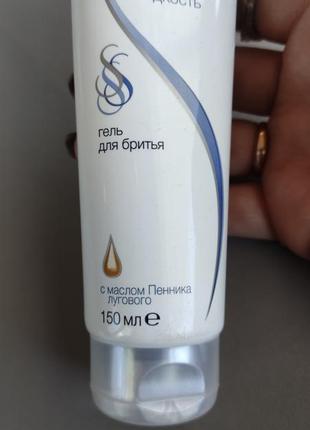 гель
для бритья
с маслом Пенника
лугового
150 мл e